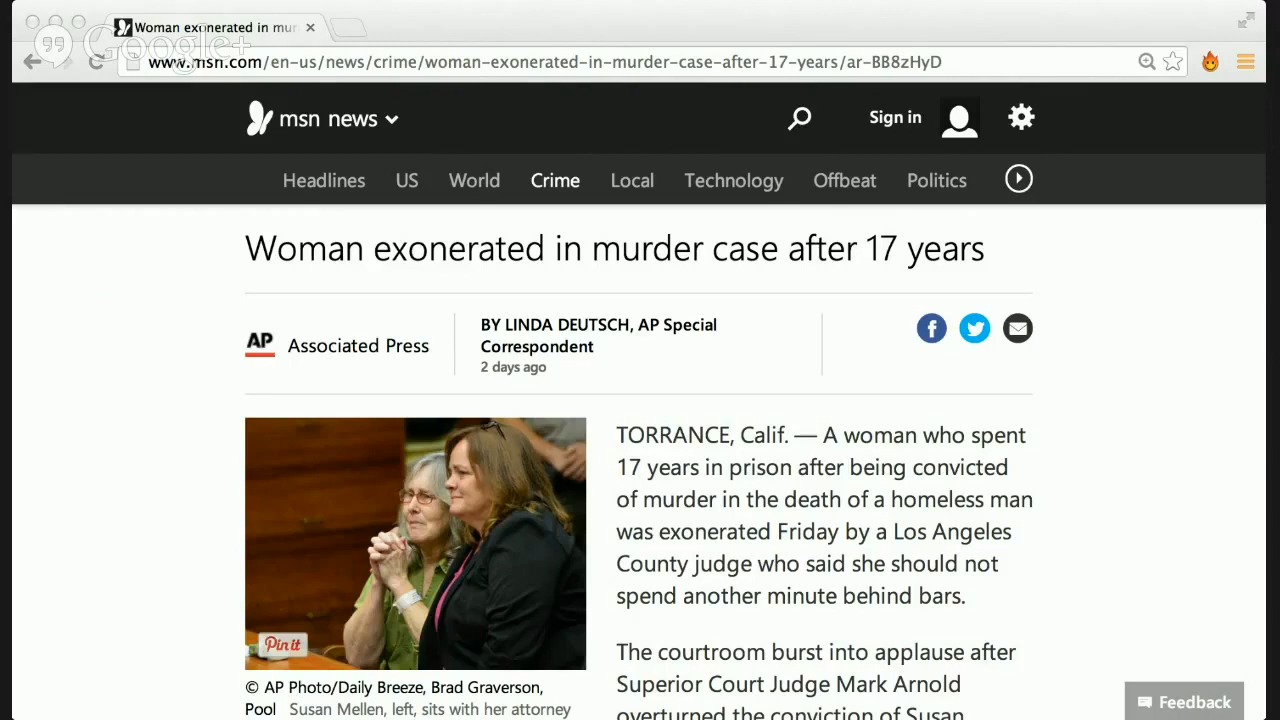 Woman exonerated in mur
Google+
www.msn.com/en-us/news/crime/woman-exonerated-in-murder-case-after-17-years/ar-BB8zHyD
msn news
Sign in
Headlines US World Crime Local Technology Offbeat Politics
Woman exonerated in murder case after 17 years
AP Associated Press
BY LINDA DEUTSCH, AP Special
Correspondent
2 days ago
TORRANCE, Calif. — A woman who spent
17 years in prison after being convicted
of murder in the death of a homeless man
was exonerated Friday by a Los Angeles
County judge who said she should not
spend another minute behind bars.
The courtroom burst into applause after
Superior Court Judge Mark Arnold
overturned the conviction of Susan
Pin it
© AP Photo/Daily Breeze, Brad Graverson,
Pool Susan Mellen, left, sits with her attorney
Feedback